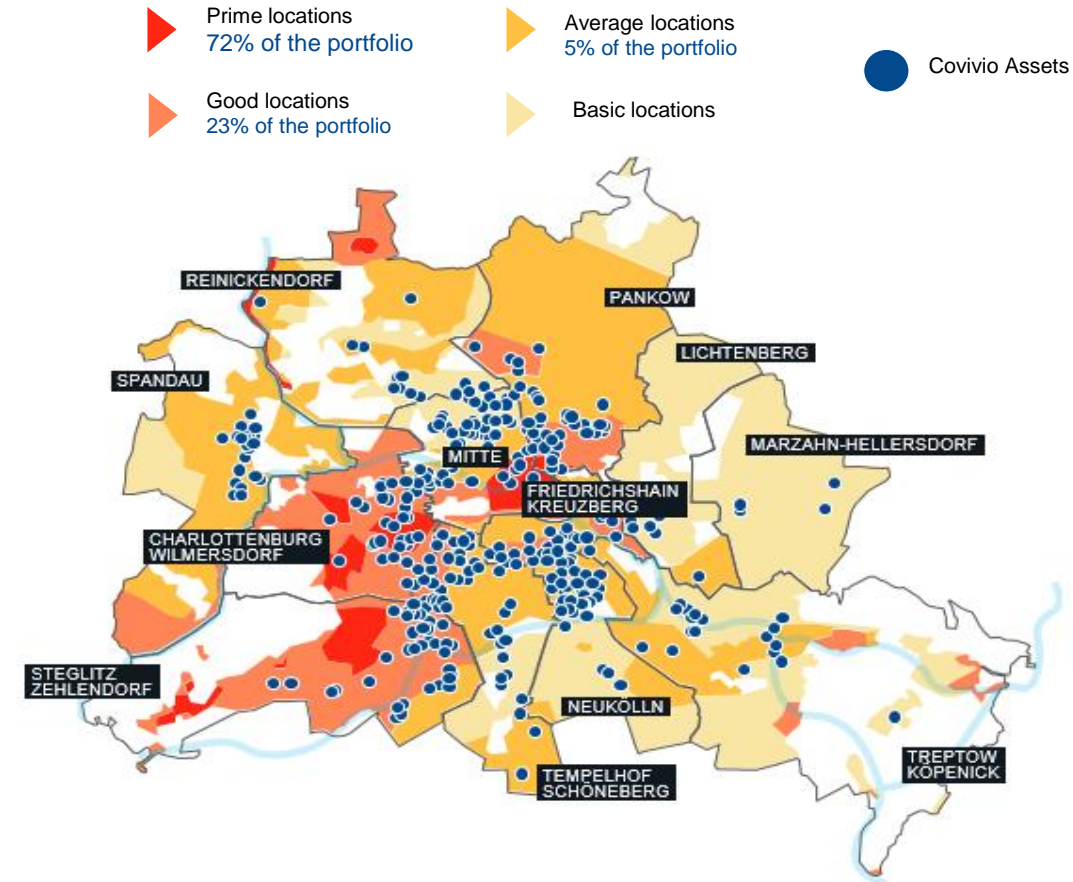 Prime locations
72% of the portfolio
Average locations
5% of the portfolio
Covivio Assets
Good locations
23% of the portfolio
Basic locations
REINICKENDORF
PANKOW
LICHTENBERG
SPANDAU
MARZAHN-HELLERSDORF
MITTE
FRIEDRICHSHAIN
KREUZBERG
CHARLOTTENBURG
WILMERSDORF
STEGLITZ
ZEHLENDORF
NEUKÖLLN
TREPTOW
KÖPENICK
TEMPELHOF
SCHÖNEBERG